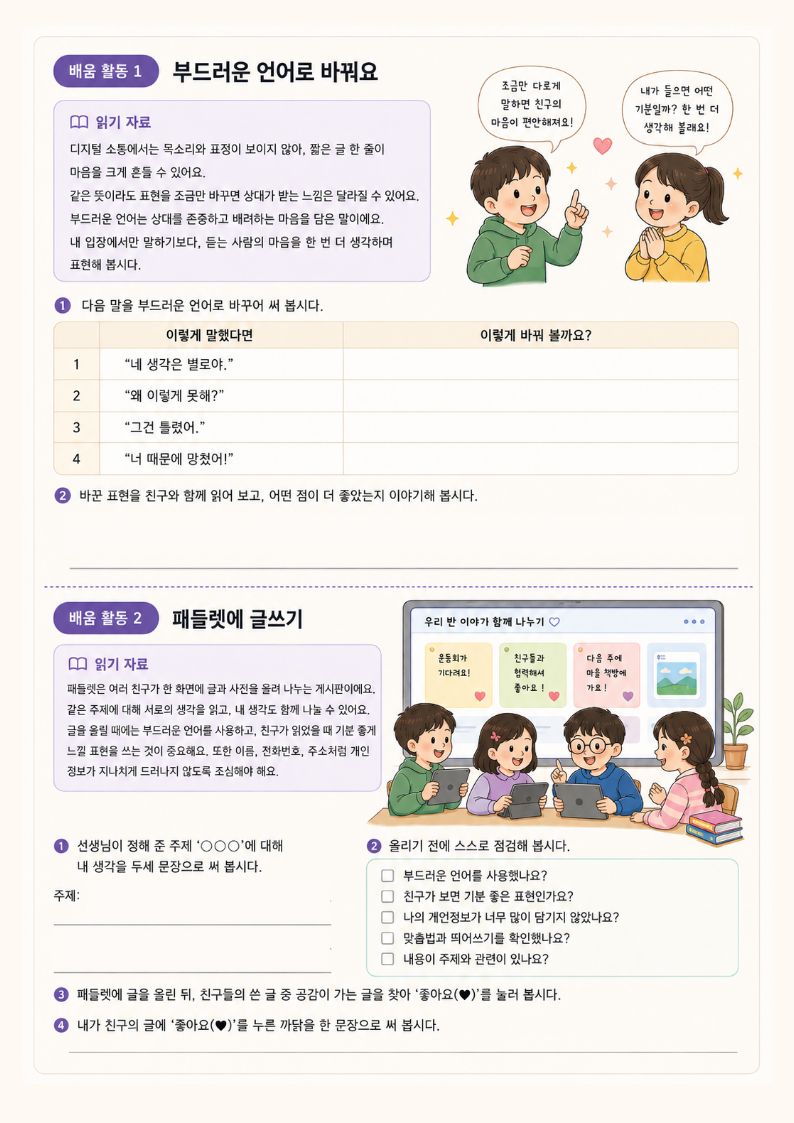 배움 활동 1
부드러운 언어로 바꿔요
조금만 다르게
말하면 친구의
마음이 편안해져요!
내가 들으면 어떤
기분일까? 한 번 더
생각해 볼래요!
읽기 자료
디지털 소통에서는 목소리와 표정이 보이지 않아, 짧은 글 한 줄이
마음을 크게 흔들 수 있어요.
같은 뜻이라도 표현을 조금만 바꾸면 상대가 받는 느낌은 달라질 수 있어요.
부드러운 언어는 상대를 존중하고 배려하는 마음을 담은 말이에요.
내 입장에서만 말하기보다, 듣는 사람의 마음을 한 번 더 생각하며
표현해 봅시다.
1 다음 말을 부드러운 언어로 바꾸어 써 봅시다.
이렇게 말했다면 이렇게 바꿔 볼까요?
1 “네 생각은 별로야.”
2 “왜 이렇게 못해?”
3 “그건 틀렸어.”
4 “너 때문에 망쳤어!”
2 바꾼 표현을 친구와 함께 읽어 보고, 어떤 점이 더 좋았는지 이야기해 봅시다.
배움 활동 2
패들렛에 글쓰기
읽기 자료
패들렛은 여러 친구가 한 화면에 글과 사진을 올려 나누는 게시판이에요.
같은 주제에 대해 서로의 생각을 읽고, 내 생각도 함께 나눌 수 있어요.
글을 올릴 때에는 부드러운 언어를 사용하고, 친구가 읽었을 때 기분 좋게
느낄 표현을 쓰는 것이 중요해요. 또한 이름, 전화번호, 주소처럼 개인
정보가 지나치게 드러나지 않도록 조심해야 해요.
우리 반 이야가 함께 나누기 ♡
운동회가
기다려요!
친구들과
협력해서
좋아요 !
다음 주에
마을 책방에
가요 !
1 선생님이 정해 준 주제 ‘○○○’에 대해
내 생각을 두세 문장으로 써 봅시다.
주제:
2 올리기 전에 스스로 점검해 봅시다.
부드러운 언어를 사용했나요?
친구가 보면 기분 좋은 표현인가요?
나의 개인정보가 너무 많이 담기지 않았나요?
맞춤법과 띄어쓰기를 확인했나요?
내용이 주제와 관련이 있나요?
3 패들렛에 글을 올린 뒤, 친구들의 쓴 글 중 공감이 가는 글을 찾아 ‘좋아요(♥)’를 눌러 봅시다.
4 내가 친구의 글에 ‘좋아요(♥)’를 누른 까닭을 한 문장으로 써 봅시다.